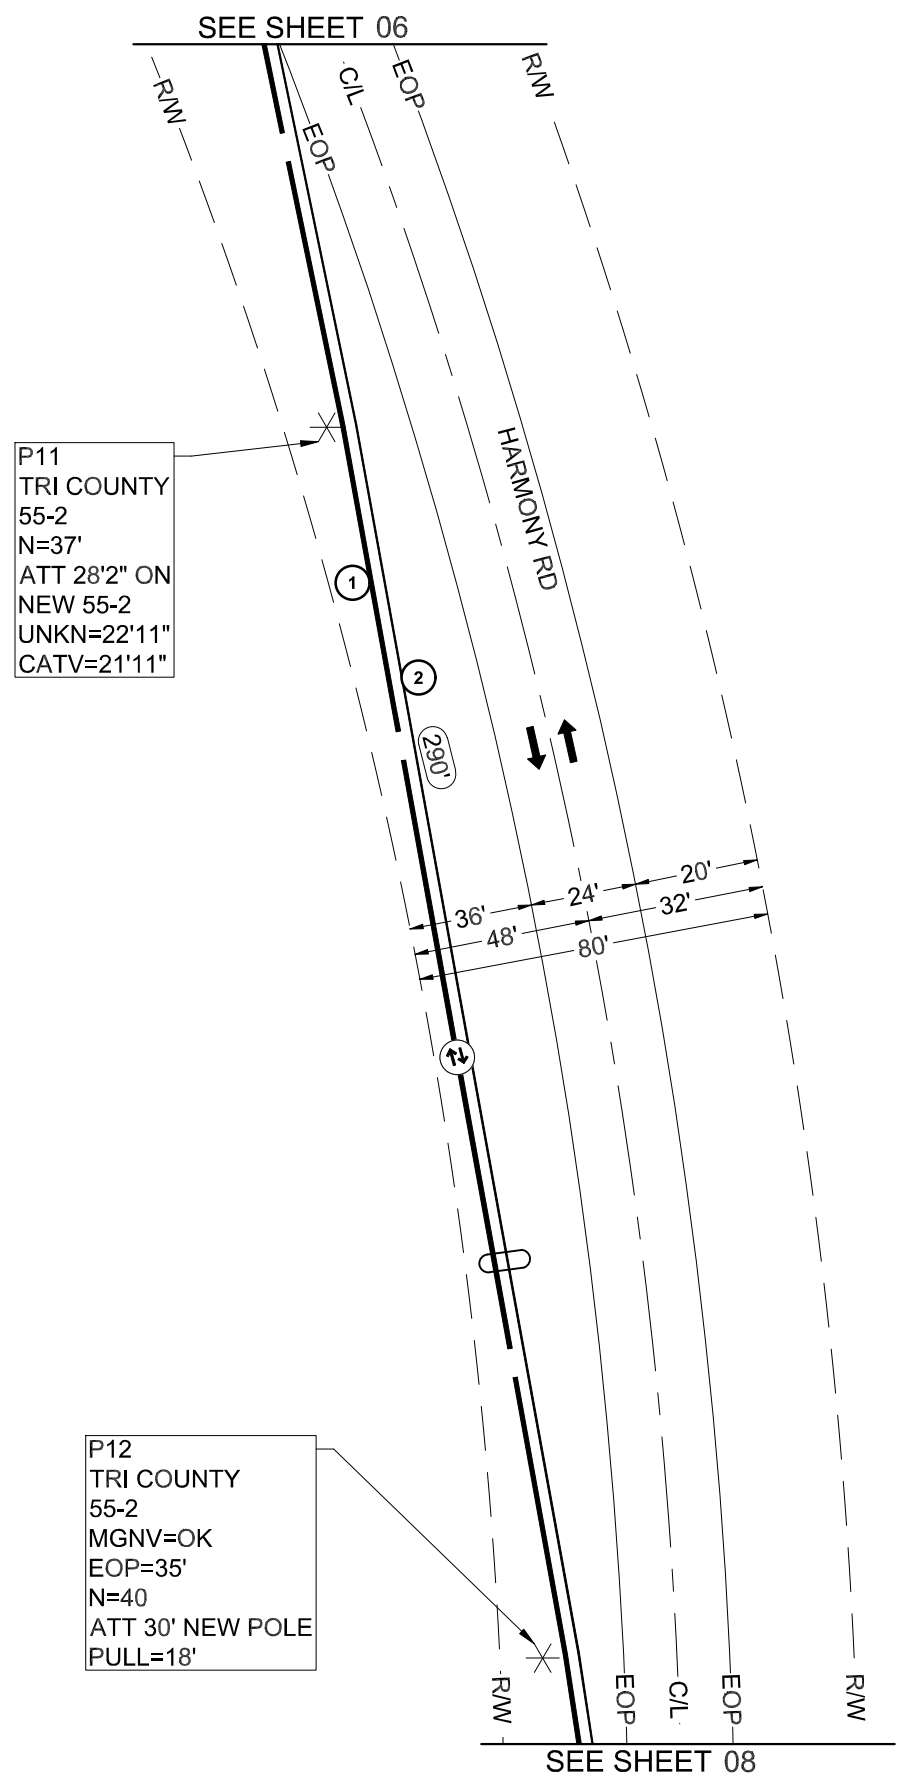 SEE SHEET 06
R/W
EOP
C/L
EOP
R/W
P11
TRI COUNTY
55-2
N=37'
ATT 28'2" ON
NEW 55-2
UNKN=22'11"
CATV=21'11"
HARMONY RD
1
2
290'
36'
24'
20'
48'
32'
80'
P12
TRI COUNTY
55-2
MGNV=OK
EOP=35'
N=40
ATT 30' NEW POLE
PULL=18'
R/W
EOP
C/L
EOP
R/W
SEE SHEET 08